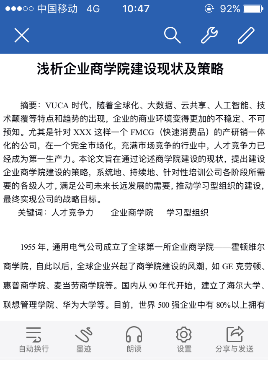 中国移动 4G 10:47 92%
浅析企业商学院建设现状及策略
摘要：VUCA 时代，随着全球化、大数据、云共享、人工智能、技
术颠覆等特点和趋势的出现，企业的商业环境变得更加的不稳定、不可
预知。尤其是针对 XXX 这样一个 FMCG（快速消费品）的产研销一体
化的公司，在一个完全市场化，充满市场竞争的行业中，人才竞争力已
经成为第一生产力。本论文旨在通过论述商学院建设的现状，提出建设
企业商学院建设的策略，系统地、持续地、针对性培训公司各阶段所需
要的各级人才，满足公司未来长远发展的需要，推动学习型组织的建设，
最终实现公司的战略目标。
关键词：人才竞争力 企业商学院 学习型组织
1955 年，通用电气公司成立了全球第一所企业商学院——霍顿维尔
商学院，自此以后，全球企业兴起了商学院建设的风潮，如 GE 克劳顿、
惠普商学院、麦当劳商学院等。国内从 90 年代开始，建立了海尔大学、
联想管理学院、华为大学等。目前，世界 500 强企业中有 80%以上拥有
自动换行 墨迹 朗读 设置 分享与发送